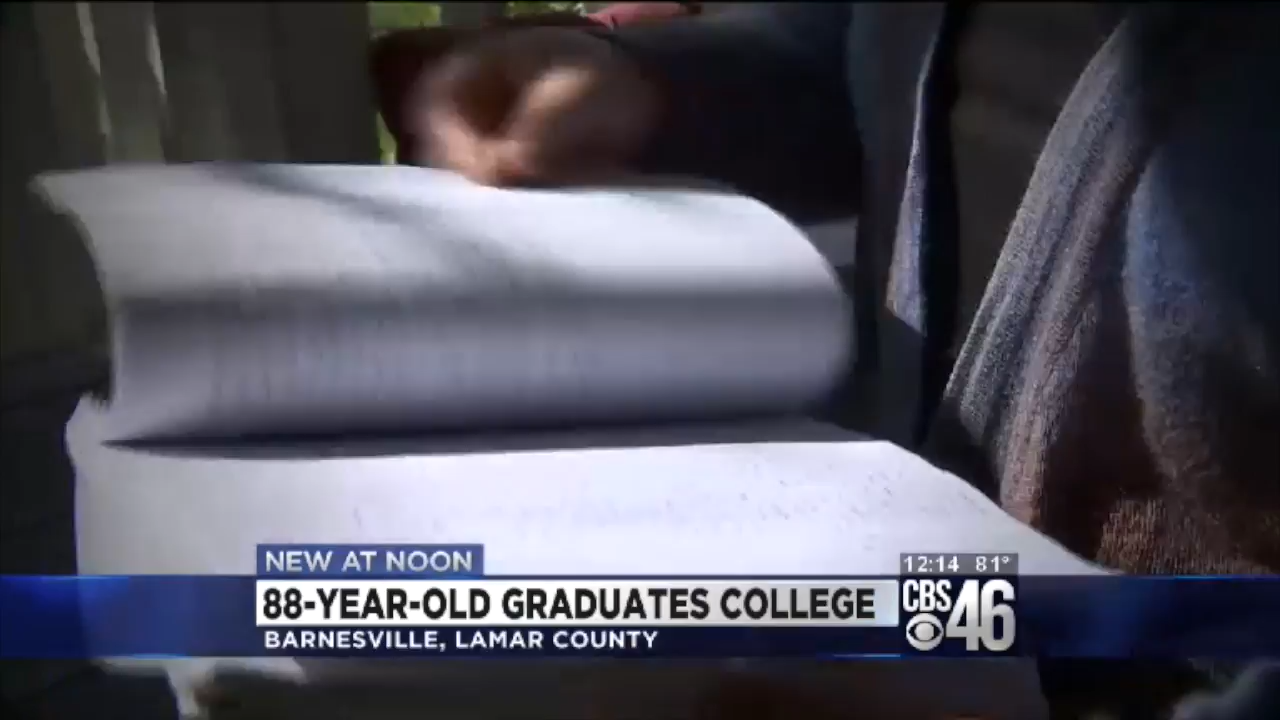 NEW AT NOON
88-YEAR-OLD GRADUATES COLLEGE
BARNESVILLE, LAMAR COUNTY
12:14 81°
CBS 46